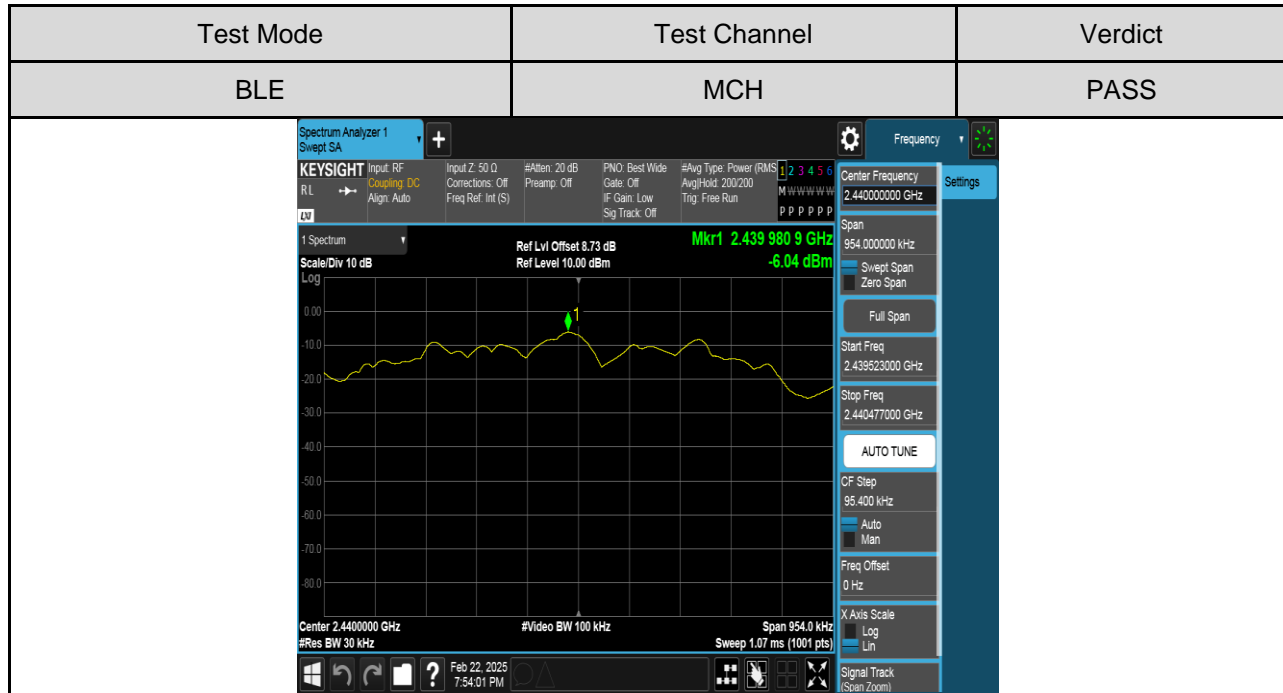 Test Mode Test Channel Verdict
BLE MCH PASS
Spectrum Analyzer 1
Swept SA
+
Frequency
KEYSIGHT
RL
LXI
Input: RF
Coupling: DC
Align: Auto
Input Z: 50 Ω
Corrections: Off
Freq Ref: Int (S)
#Atten: 20 dB
Preamp: Off
PNO: Best Wide
Gate: Off
IF Gain: Low
Sig Track: Off
#Avg Type: Power (RMS
Avg|Hold: 200/200
Trig: Free Run
1 2 3 4 5 6
M W W W W W
P P P P P P
1 Spectrum
Scale/Div 10 dB
Log
Ref Lvl Offset 8.73 dB
Ref Level 10.00 dBm
Mkr1 2.439 980 9 GHz
-6.04 dBm
1
0.00
-10.0
-20.0
-30.0
-40.0
-50.0
-60.0
-70.0
-80.0
Center 2.4400000 GHz
#Res BW 30 kHz
#Video BW 100 kHz
Span 954.0 kHz
Sweep 1.07 ms (1001 pts)
?
Feb 22, 2025
7:54:01 PM
Center Frequency
2.440000000 GHz
Settings
Span
954.000000 kHz
Swept Span
Zero Span
Full Span
Start Freq
2.439523000 GHz
Stop Freq
2.440477000 GHz
AUTO TUNE
CF Step
95.400 kHz
Auto
Man
Freq Offset
0 Hz
X Axis Scale
Log
Lin
Signal Track
(Span Zoom)